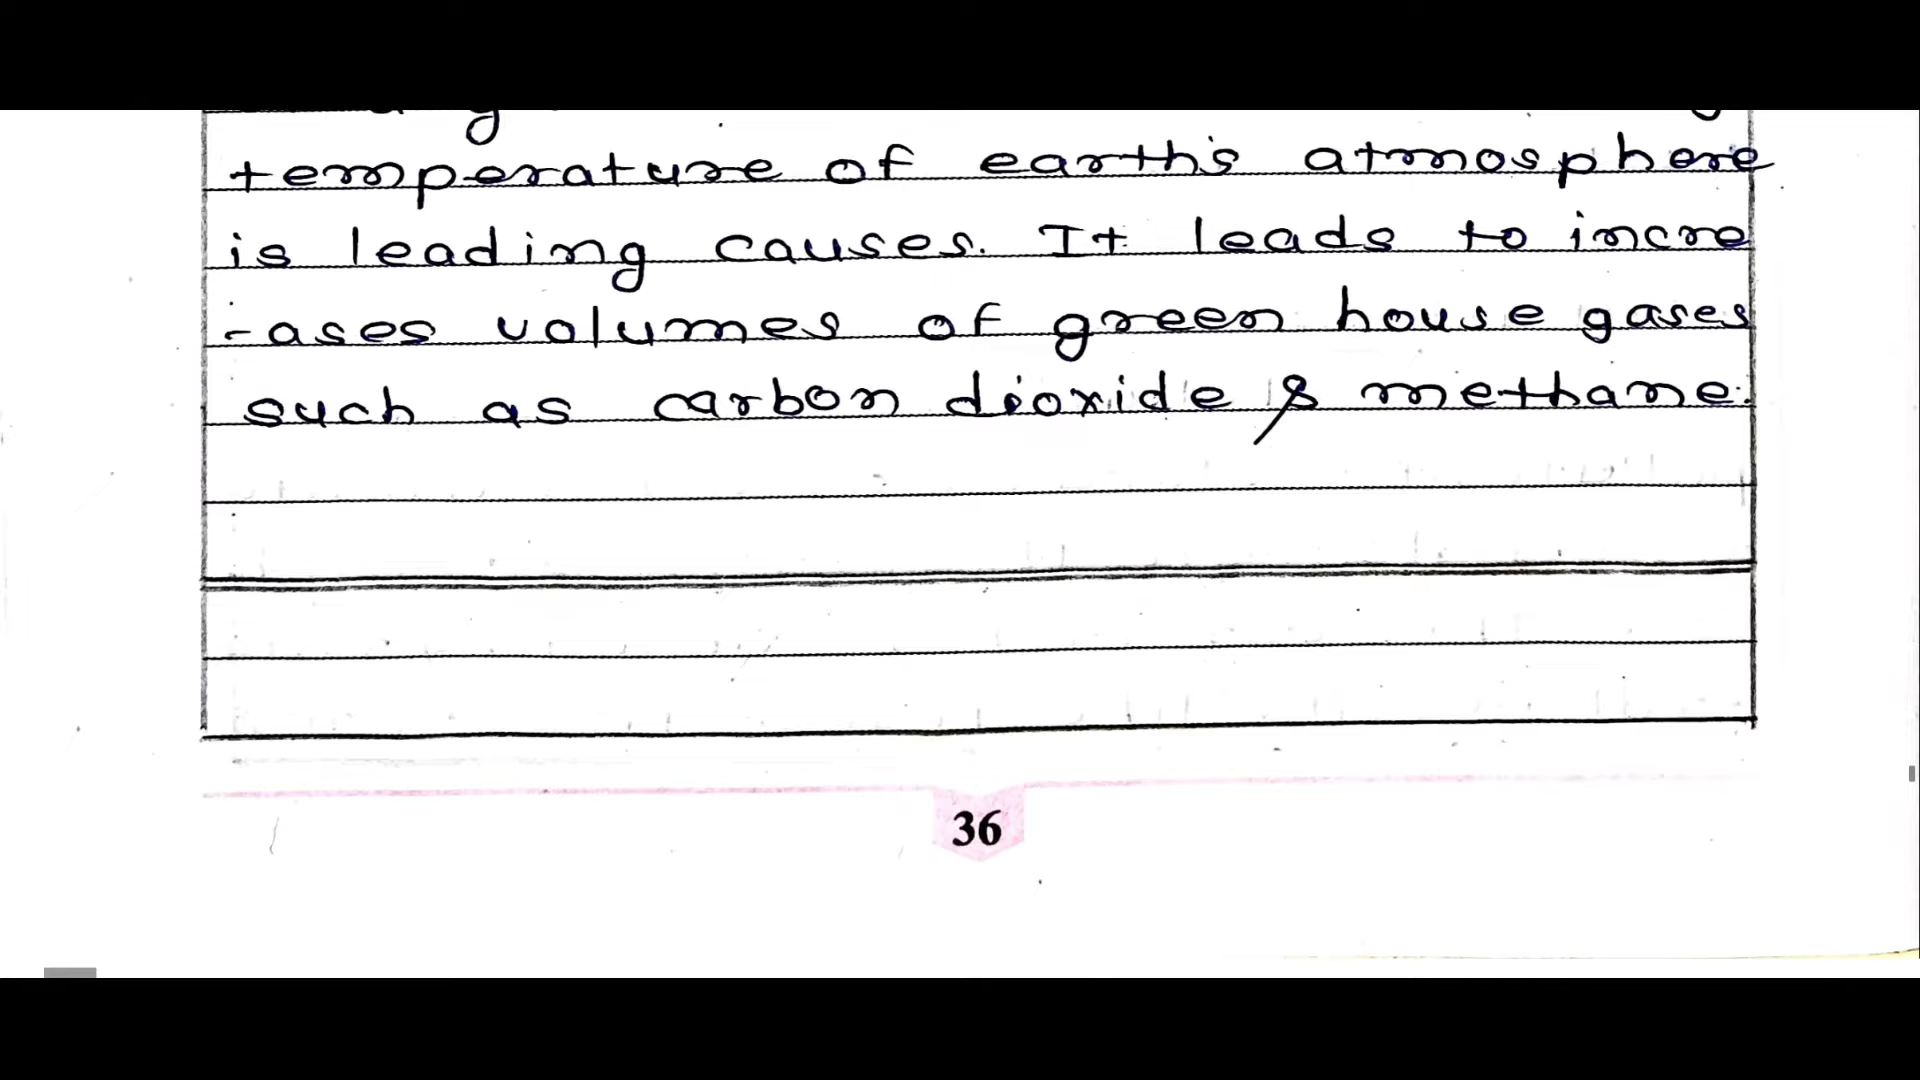 temperature of earth's atmosphere
is leading causes. It leads to incre
-ases volumes of green house gases
such as carbon dioxide & methane.
36